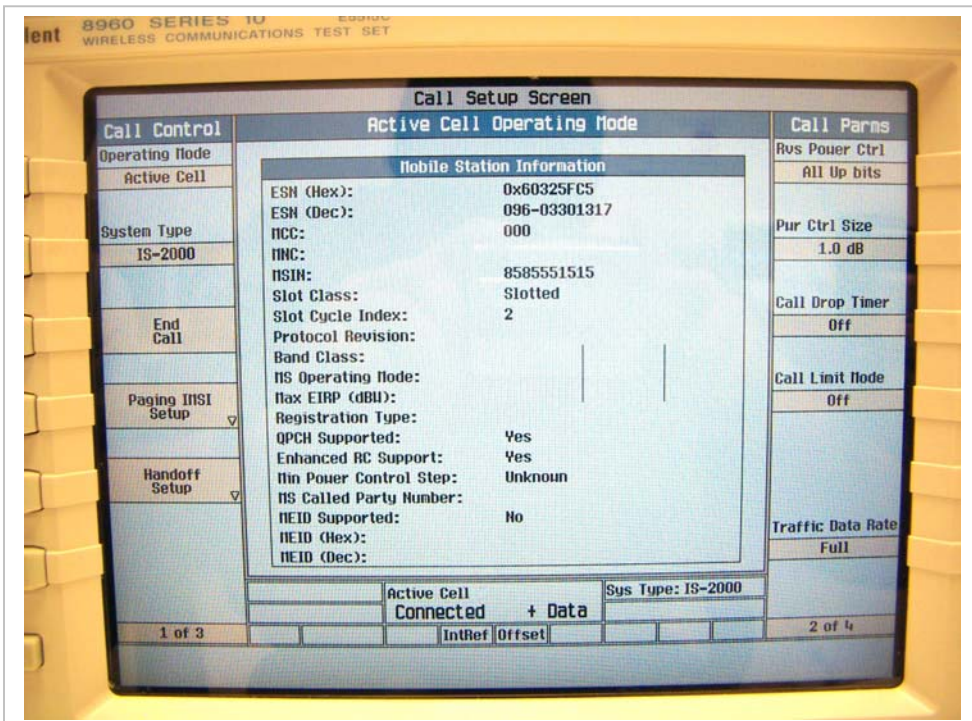 lent 8960 SERIES 10
WIRELESS COMMUNICATIONS TEST SET
Call Setup Screen
Call Control
Operating Mode
Active Cell
System Type
IS-2000
End
Call
Paging IMSI
Setup
Handoff
Setup
1 of 3
Active Cell Operating Mode
Mobile Station Information
ESN (Hex): 0x60325FC5
ESN (Dec): 096-03301317
MCC: 000
MNC:
MSIN: 8585551515
Slot Class: Slotted
Slot Cycle Index: 2
Protocol Revision:
Band Class:
MS Operating Mode:
Max EIRP (dBW):
Registration Type:
QPCH Supported: Yes
Enhanced RC Support: Yes
Min Power Control Step: Unknown
MS Called Party Number:
MEID Supported: No
MEID (Hex):
MEID (Dec):
Active Cell
Sys Type: IS-2000
Connected + Data
IntRef Offset
Call Parms
Rvs Power Ctrl
All Up bits
Pwr Ctrl Size
1.0 dB
Call Drop Timer
Off
Call Limit Mode
Off
Traffic Data Rate
Full
2 of 4